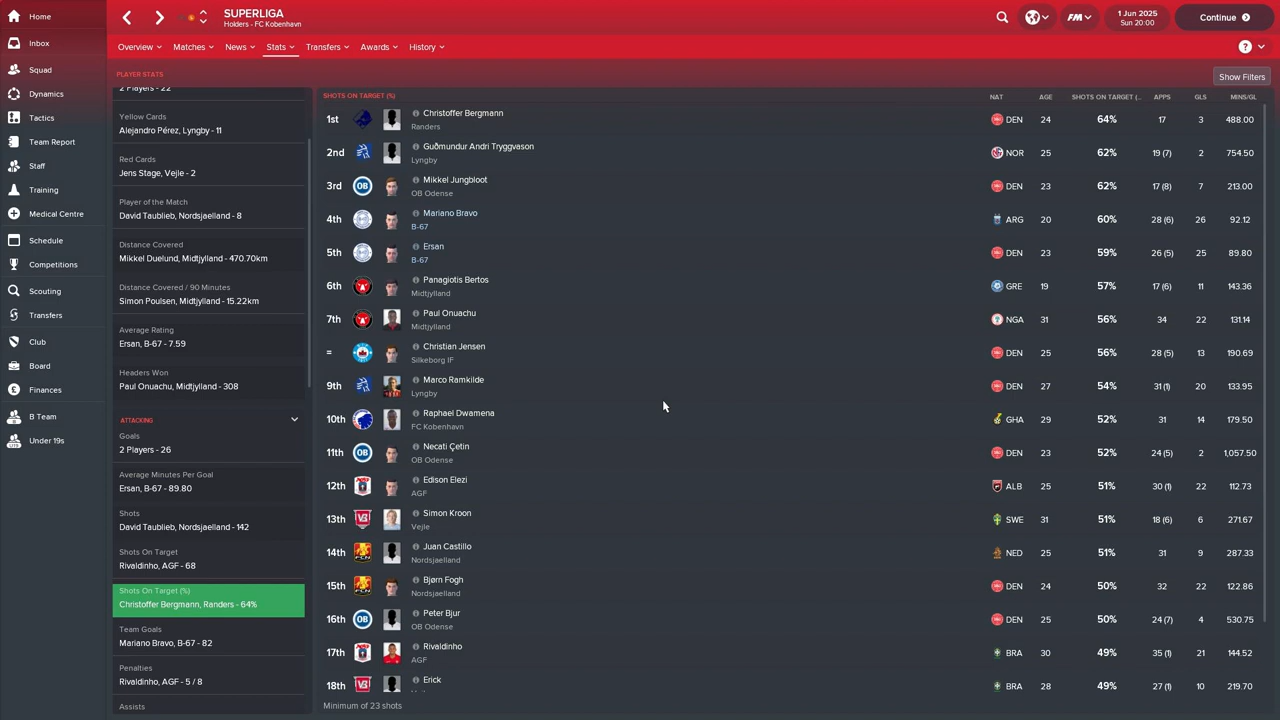 Home
Inbox
Squad
Dynamics
Tactics
Team Report
Staff
Training
Medical Centre
Schedule
Competitions
Scouting
Transfers
Club
Board
Finances
B Team
Under 19s
SUPERLIGA
Holders - FC Kobenhavn
FM
1 Jun 2025
Sun 20:00
Continue
Overview Matches News Stats Transfers Awards History
?
PLAYER STATS
Show Filters
2 Players - 22
Yellow Cards
Alejandro Pérez, Lyngby - 11
Red Cards
Jens Stage, Vejle - 2
Player of the Match
David Taublieb, Nordsjaelland - 8
Distance Covered
Mikkel Duelund, Midtjylland - 470.70km
Distance Covered / 90 Minutes
Simon Poulsen, Midtjylland - 15.22km
Average Rating
Ersan, B-67 - 7.59
Headers Won
Paul Onuachu, Midtjylland - 308
ATTACKING
Goals
2 Players - 26
Average Minutes Per Goal
Ersan, B-67 - 89.80
Shots
David Taublieb, Nordsjaelland - 142
Shots On Target
Rivaldinho, AGF - 68
Shots On Target (%)
Christoffer Bergmann, Randers - 64%
Team Goals
Mariano Bravo, B-67 - 82
Penalties
Rivaldinho, AGF - 5 / 8
Assists
SHOTS ON TARGET (%) NAT AGE SHOTS ON TARGET (... APPS GLS MINS/GL
1st Christoffer Bergmann DEN 24 64% 17 3 488.00
Randers
2nd Guðmundur Andri Tryggvason NOR 25 62% 19 (7) 2 754.50
Lyngby
3rd Mikkel Jungbloot DEN 23 62% 17 (8) 7 213.00
OB Odense
4th Mariano Bravo ARG 20 60% 28 (6) 26 92.12
B-67
5th Ersan DEN 23 59% 26 (5) 25 89.80
B-67
6th Panagiotis Bertos GRE 19 57% 17 (6) 11 143.36
Midtjylland
7th Paul Onuachu NGA 31 56% 34 22 131.14
Midtjylland
= Christian Jensen DEN 25 56% 28 (5) 13 190.69
Silkeborg IF
9th Marco Ramkilde DEN 27 54% 31 (1) 20 133.95
Lyngby
10th Raphael Dwamena GHA 29 52% 31 14 179.50
FC Kobenhavn
11th Necati Çetin DEN 23 52% 24 (5) 2 1,057.50
OB Odense
12th Edison Elezi ALB 25 51% 30 (1) 22 112.73
AGF
13th Simon Kroon SWE 31 51% 18 (6) 6 271.67
Vejle
14th Juan Castillo NED 25 51% 31 9 287.33
Nordsjaelland
15th Bjørn Fogh DEN 24 50% 32 22 122.86
Nordsjaelland
16th Peter Bjur DEN 25 50% 24 (7) 4 530.75
OB Odense
17th Rivaldinho BRA 30 49% 35 (1) 21 144.52
AGF
18th Erick BRA 28 49% 27 (1) 10 219.70
Minimum of 23 shots